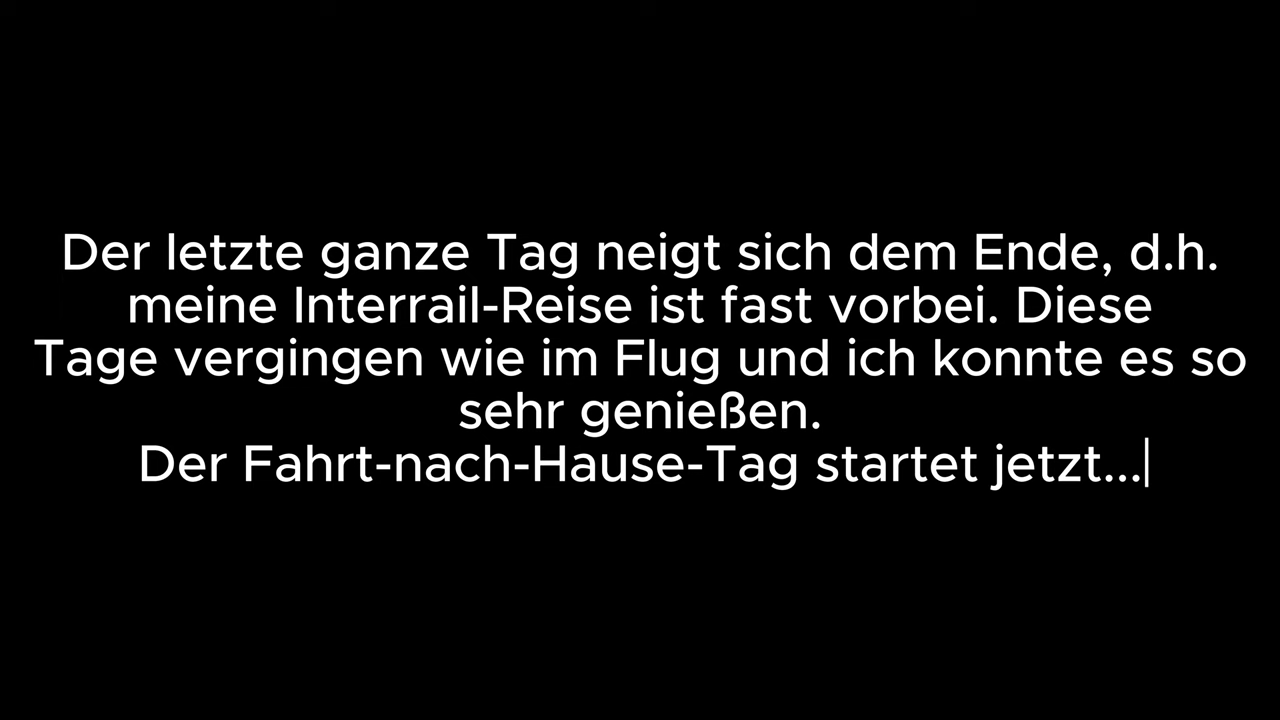 Der letzte ganze Tag neigt sich dem Ende, d.h.
meine Interrail-Reise ist fast vorbei. Diese
Tage vergingen wie im Flug und ich konnte es so
sehr genießen.
Der Fahrt-nach-Hause-Tag startet jetzt...